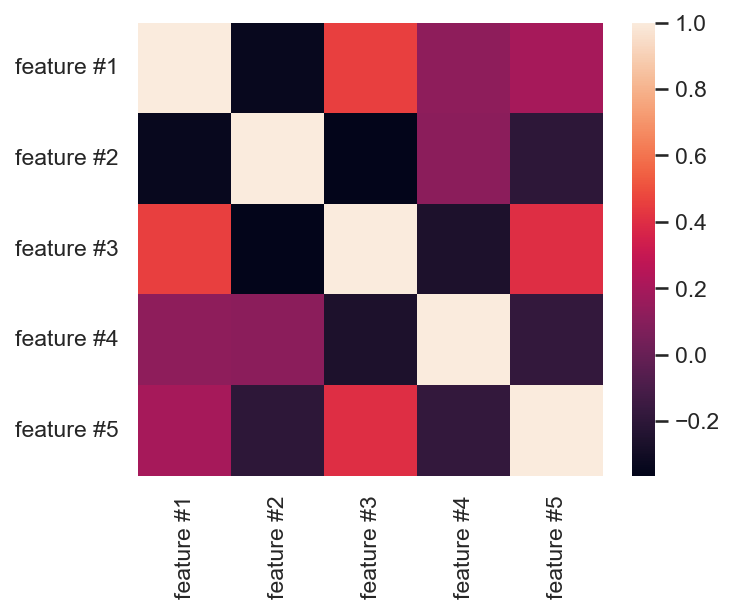 feature #1
feature #2
feature #3
feature #4
feature #5
feature #1
feature #2
feature #3
feature #4
feature #5
1.0
0.8
0.6
0.4
0.2
0.0
−0.2